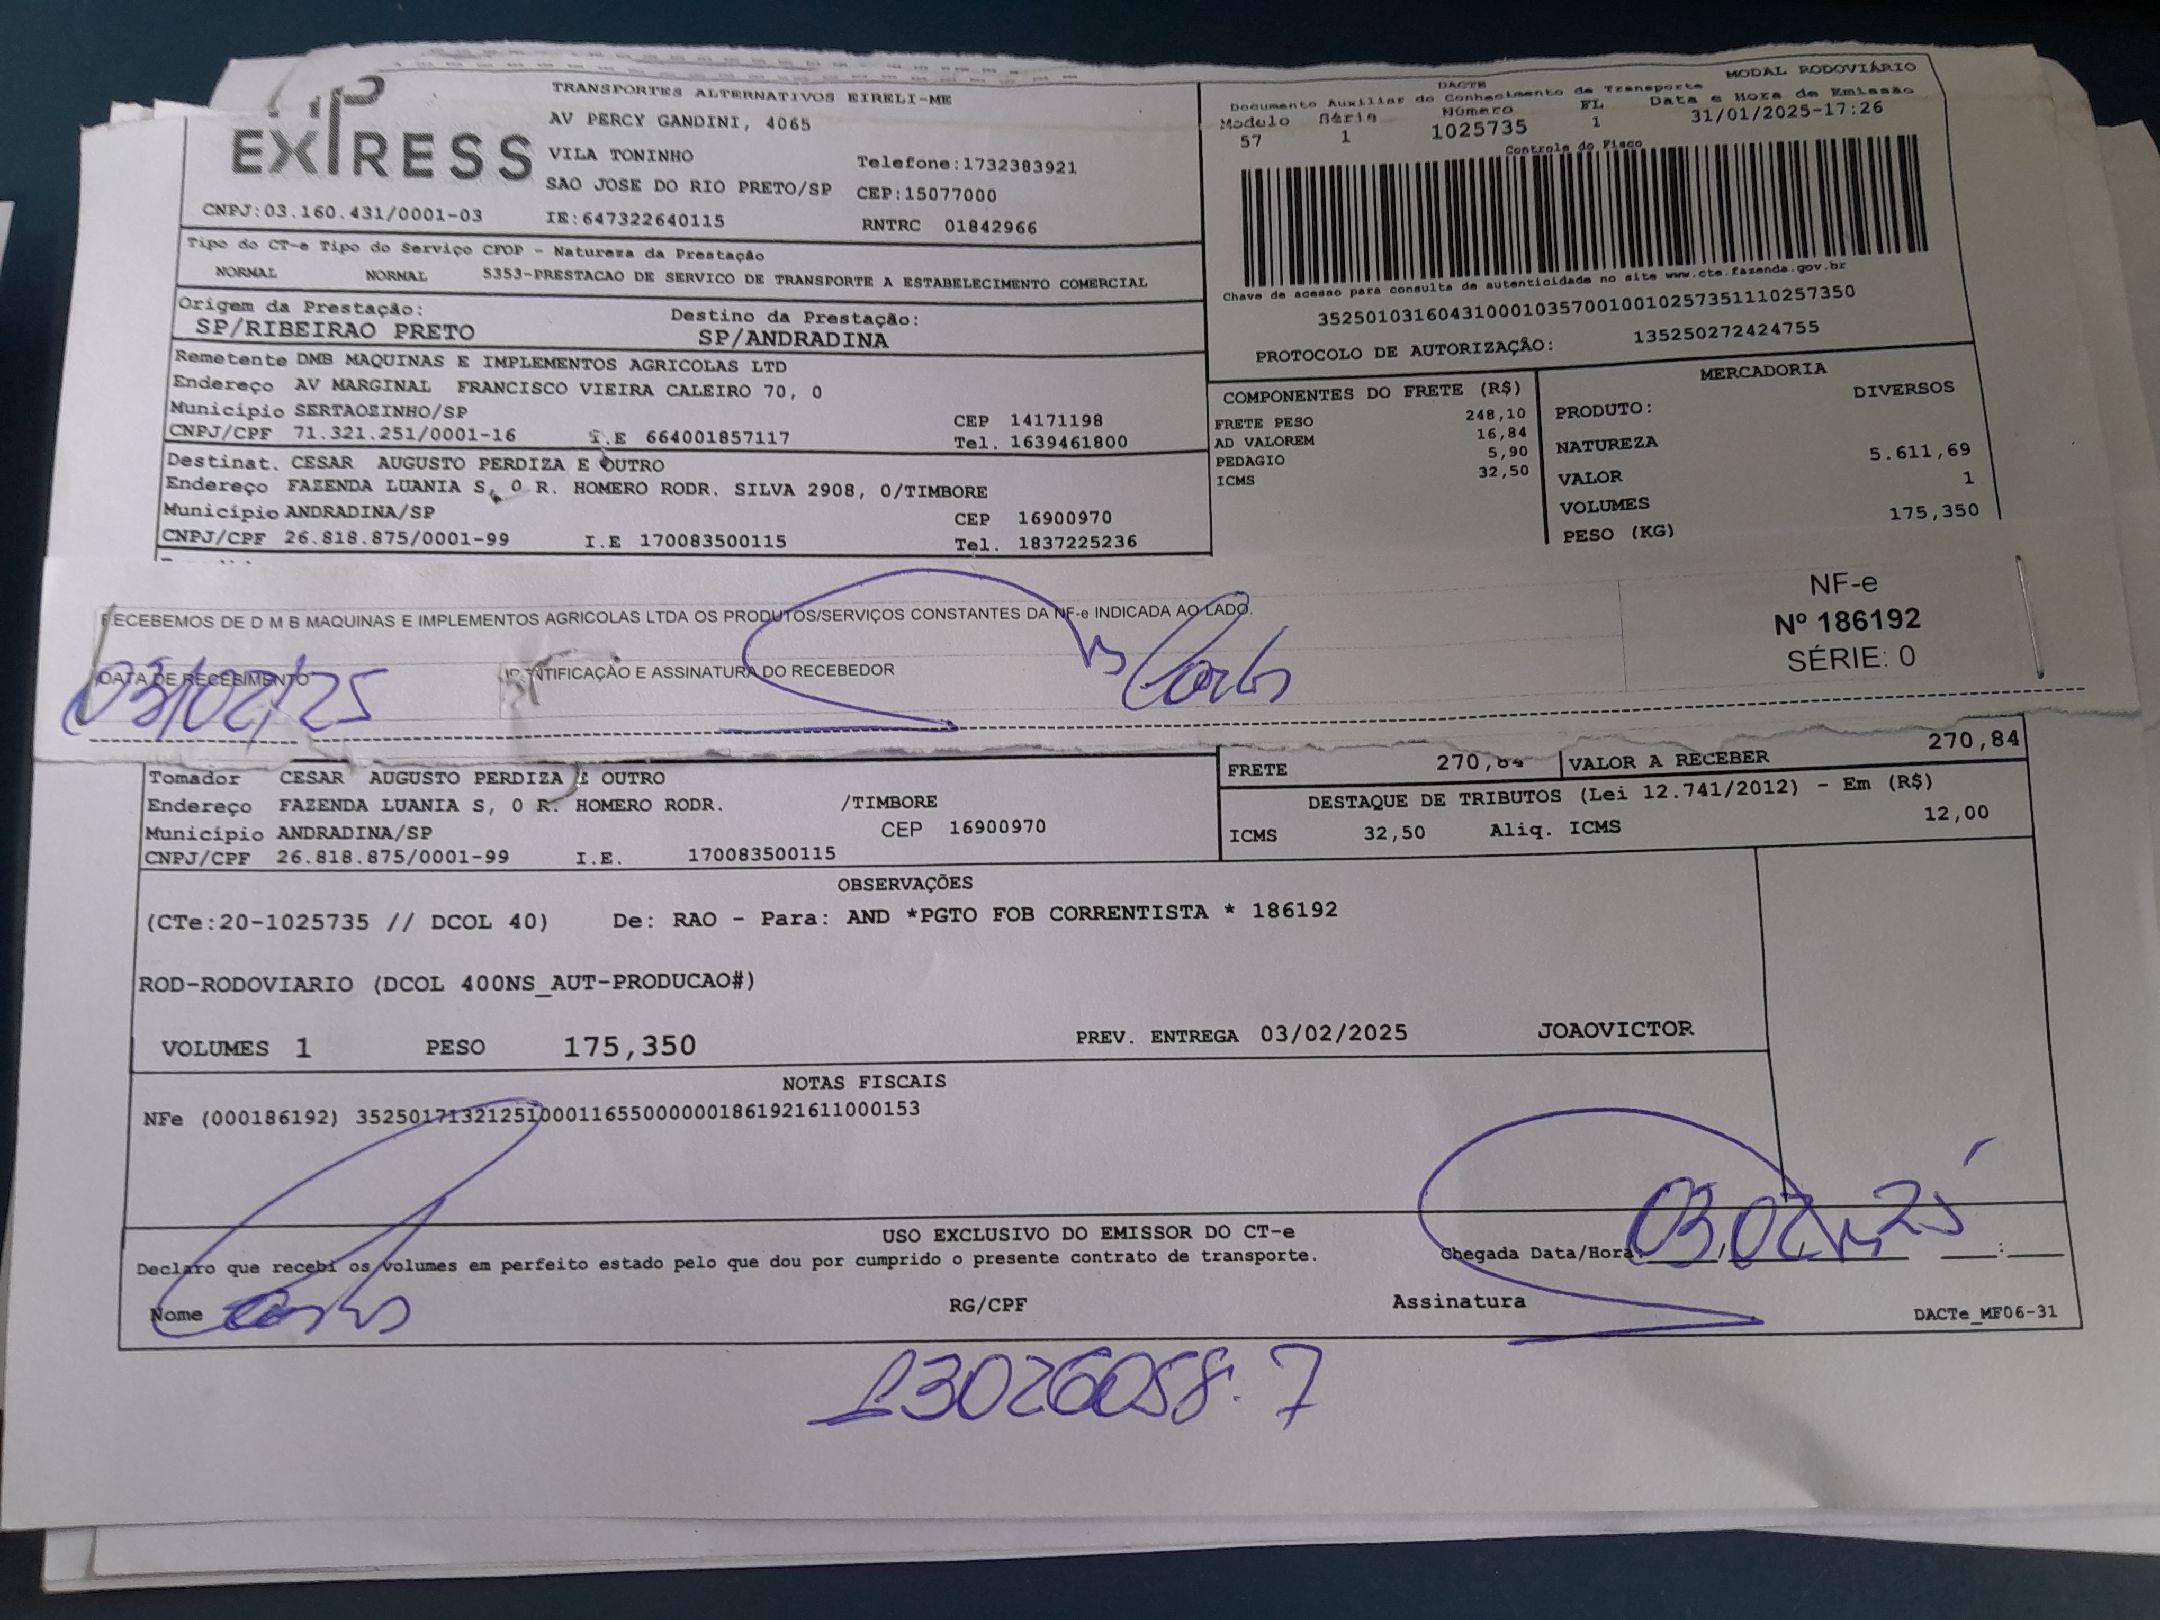 EXPRESS
TRANSPORTES ALTERNATIVOS EIRELI-ME
AV PERCY GANDINI, 4065
VILA TONINHO
Telefone:1732383921
SAO JOSE DO RIO PRETO/SP CEP:15077000
CNPJ:03.160.431/0001-03 IE:647322640115 RNTRC 01842966
MODAL RODOVIÁRIO
DACTE
Documento Auxiliar do Conhecimento de Transporte
Modelo Série Número FL Data e Hora de Emissão
57 1 1025735 1 31/01/2025-17:26
Controle do Fisco
Chave de acesso para consulta de autenticidade no site www.cte.fazenda.gov.br
35250103160431000103570010010257351110257350
PROTOCOLO DE AUTORIZAÇÃO: 135250272424755
Tipo do CT-e Tipo do Serviço CFOP - Natureza da Prestação
NORMAL NORMAL 5353-PRESTACAO DE SERVICO DE TRANSPORTE A ESTABELECIMENTO COMERCIAL
Origem da Prestação: Destino da Prestação:
SP/RIBEIRAO PRETO SP/ANDRADINA
Remetente DMB MAQUINAS E IMPLEMENTOS AGRICOLAS LTD
Endereço AV MARGINAL FRANCISCO VIEIRA CALEIRO 70, 0
Município SERTAOZINHO/SP CEP 14171198
CNPJ/CPF 71.321.251/0001-16 I.E 664001857117 Tel. 1639461800
Destinat. CESAR AUGUSTO PERDIZA E OUTRO
Endereço FAZENDA LUANIA S, 0 R. HOMERO RODR. SILVA 2908, 0/TIMBORE
Município ANDRADINA/SP CEP 16900970
CNPJ/CPF 26.818.875/0001-99 I.E 170083500115 Tel. 1837225236
COMPONENTES DO FRETE (R$)
FRETE PESO 248,10
AD VALOREM 16,84
PEDAGIO 5,90
ICMS 32,50
MERCADORIA
PRODUTO: DIVERSOS
NATUREZA
VALOR 5.611,69
VOLUMES 1
PESO (KG) 175,350
RECEBEMOS DE D M B MAQUINAS E IMPLEMENTOS AGRICOLAS LTDA OS PRODUTOS/SERVIÇOS CONSTANTES DA NF-e INDICADA AO LADO.
DATA DE RECEBIMENTO IDENTIFICAÇÃO E ASSINATURA DO RECEBEDOR
03/02/25 Carlos
NF-e
Nº 186192
SÉRIE: 0
Tomador CESAR AUGUSTO PERDIZA E OUTRO
Endereço FAZENDA LUANIA S, 0 R. HOMERO RODR. /TIMBORE
Município ANDRADINA/SP CEP 16900970
CNPJ/CPF 26.818.875/0001-99 I.E. 170083500115
FRETE 270,84 VALOR A RECEBER 270,84
DESTAQUE DE TRIBUTOS (Lei 12.741/2012) - Em (R$)
ICMS 32,50 Aliq. ICMS 12,00
OBSERVAÇÕES
(CTe:20-1025735 // DCOL 40) De: RAO - Para: AND *PGTO FOB CORRENTISTA * 186192
ROD-RODOVIARIO (DCOL 400NS_AUT-PRODUCAO#)
VOLUMES 1 PESO 175,350 PREV. ENTREGA 03/02/2025 JOAOVICTOR
NOTAS FISCAIS
NFe (000186192) 35250171321251000116550000001861921611000153
USO EXCLUSIVO DO EMISSOR DO CT-e
Declaro que recebi os volumes em perfeito estado pelo que dou por cumprido o presente contrato de transporte. Chegada Data/Hora: 03/02/25 __:__
Nome Carlos RG/CPF Assinatura
DACTe_MF06-31
13026058.7